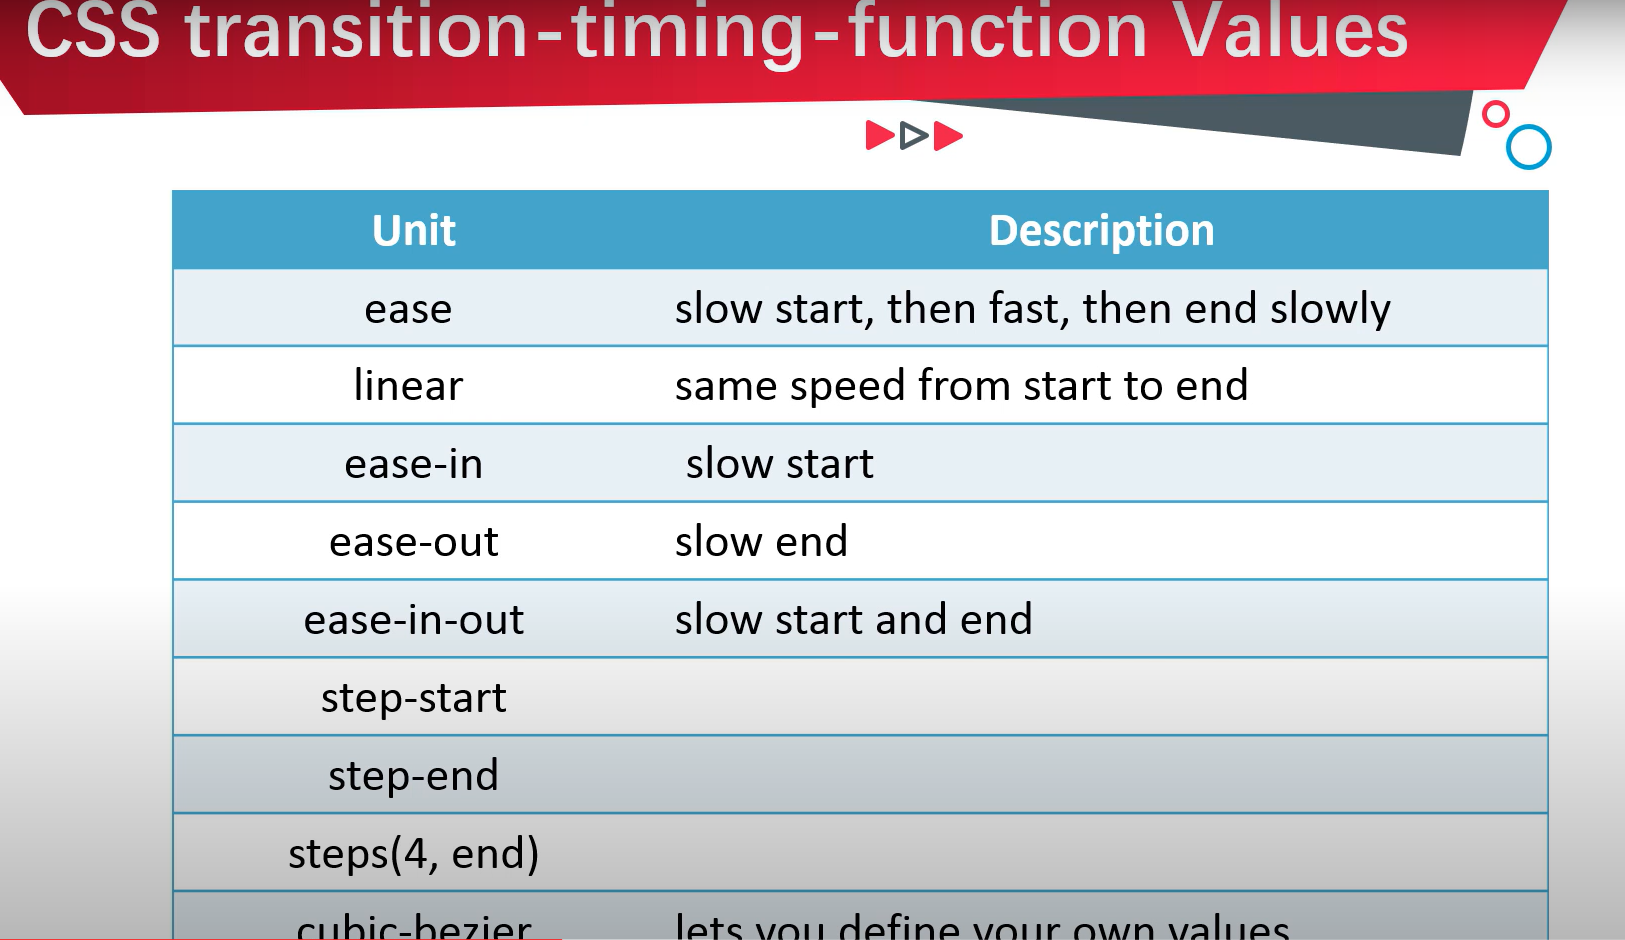 CSS transition-timing-function Values
Unit Description
ease slow start, then fast, then end slowly
linear same speed from start to end
ease-in slow start
ease-out slow end
ease-in-out slow start and end
step-start
step-end
steps(4, end)
cubic-bezier lets you define your own values